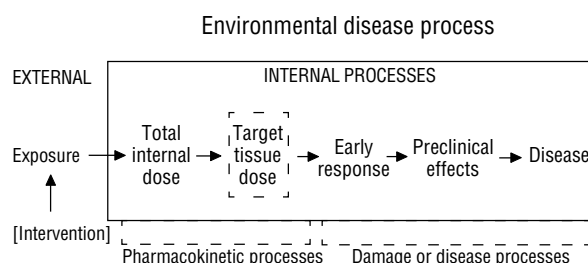 Environmental disease process
EXTERNAL
INTERNAL PROCESSES
Exposure
Total
internal
dose
Target
tissue
dose
Early
response
Preclinical
effects
Disease
[Intervention]
Pharmacokinetic processes
Damage or disease processes